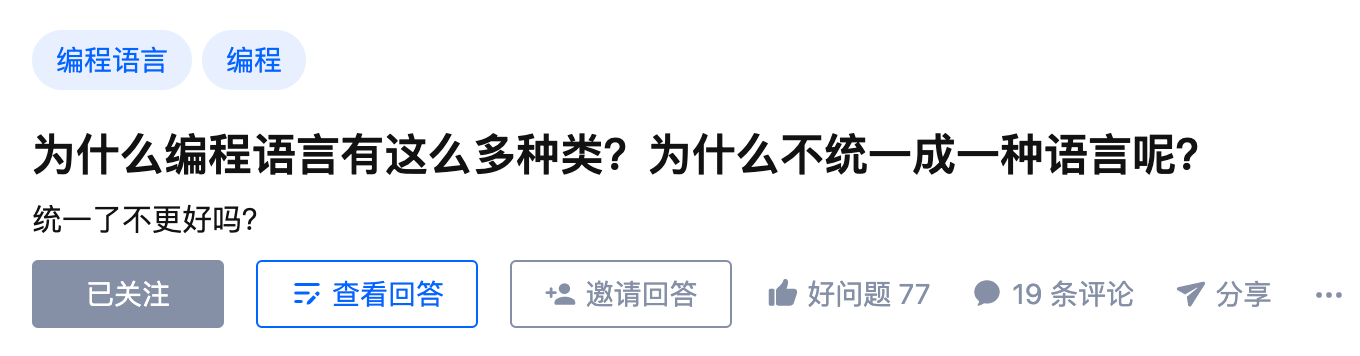 编程语言 编程
为什么编程语言有这么多种类？为什么不统一成一种语言呢？
统一了不更好吗？
已关注 查看回答 邀请回答 好问题 77 19 条评论 分享 ···